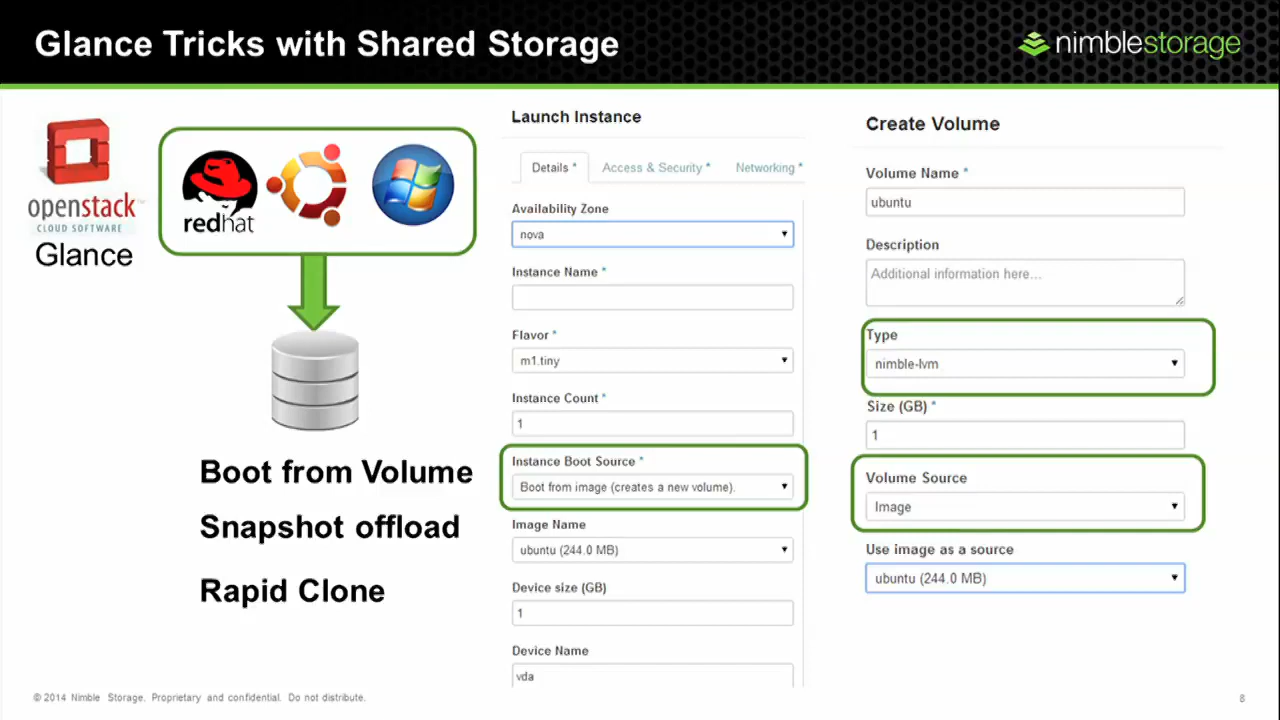 Glance Tricks with Shared Storage
nimblestorage
openstack
CLOUD SOFTWARE
Glance
redhat
Boot from Volume
Snapshot offload
Rapid Clone
Launch Instance
Details *
Access & Security *
Networking *
Availability Zone
nova
Instance Name *
Flavor *
m1.tiny
Instance Count *
1
Instance Boot Source *
Boot from image (creates a new volume).
Image Name
ubuntu (244.0 MB)
Device size (GB)
1
Device Name
vda
Create Volume
Volume Name *
ubuntu
Description
Additional information here...
Type
nimble-lvm
Size (GB) *
1
Volume Source
Image
Use image as a source
ubuntu (244.0 MB)
© 2014 Nimble Storage. Proprietary and confidential. Do not distribute.
8